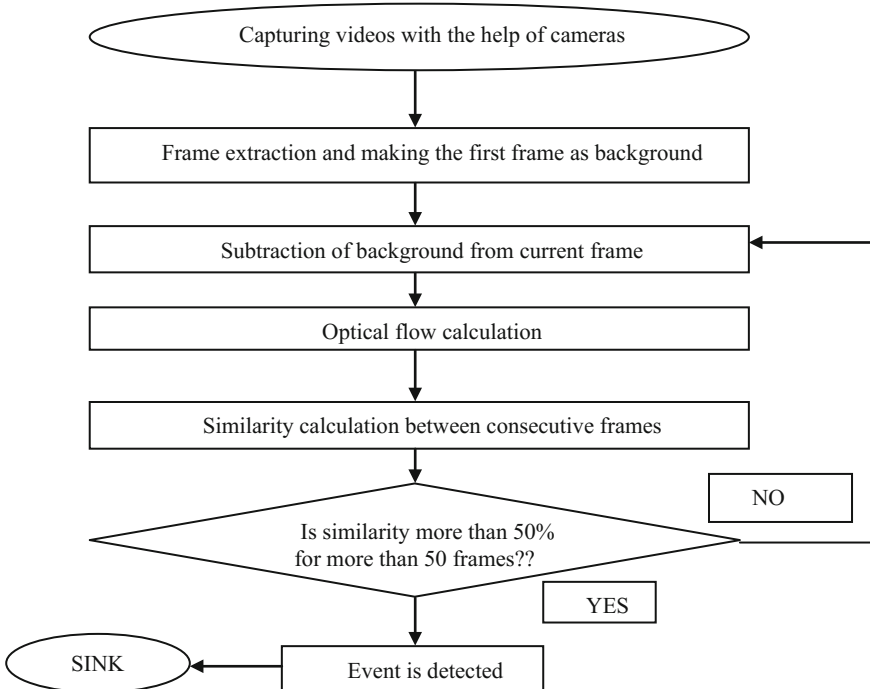 Capturing videos with the help of cameras
Frame extraction and making the first frame as background
Subtraction of background from current frame
Optical flow calculation
Similarity calculation between consecutive frames
NO
Is similarity more than 50%
for more than 50 frames??
YES
SINK
Event is detected